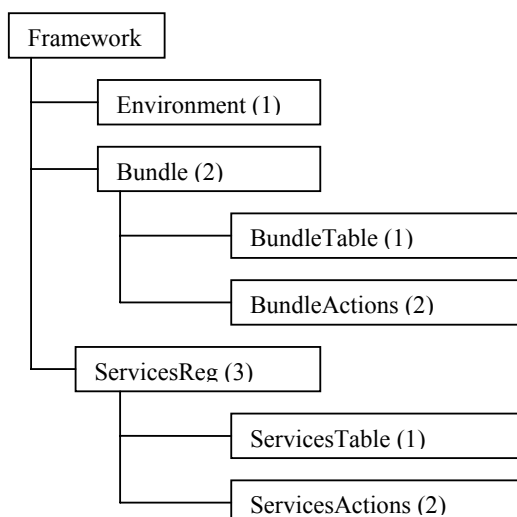 Framework
Environment (1)
Bundle (2)
BundleTable (1)
BundleActions (2)
ServicesReg (3)
ServicesTable (1)
ServicesActions (2)